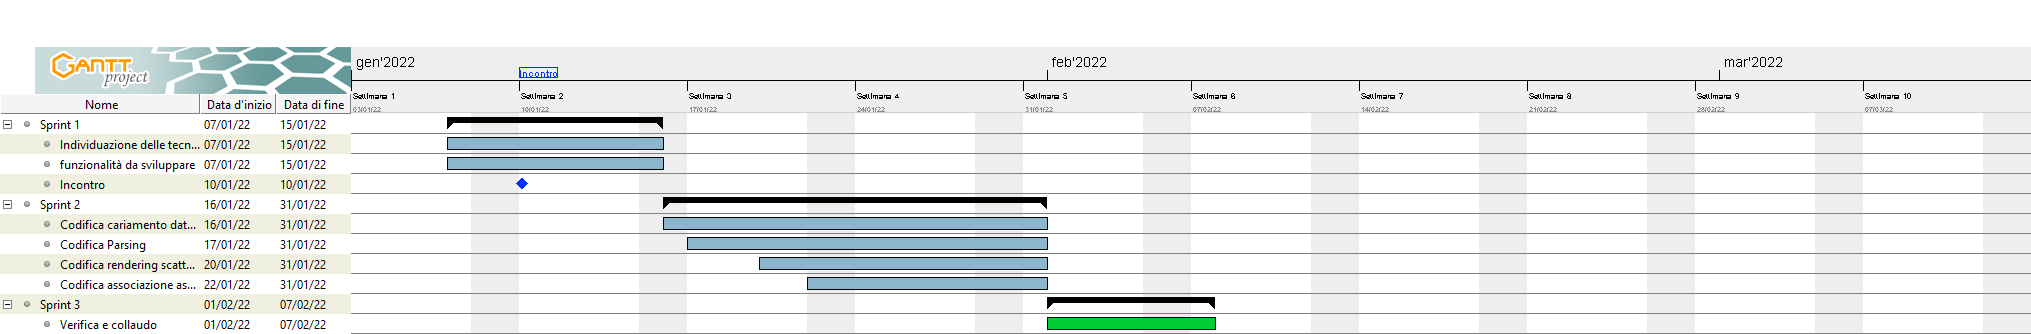 GANTT
project
gen'2022 feb'2022 mar'2022
Incontro
Settimana 1 Settimana 2 Settimana 3 Settimana 4 Settimana 5 Settimana 6 Settimana 7 Settimana 8 Settimana 9 Settimana 10
03/01/22 10/01/22 17/01/22 24/01/22 31/01/22 07/02/22 14/02/22 21/02/22 28/02/22 07/03/22
Nome Data d'inizio Data di fine
Sprint 1 07/01/22 15/01/22
Individuazione delle tecn... 07/01/22 15/01/22
funzionalità da sviluppare 07/01/22 15/01/22
Incontro 10/01/22 10/01/22
Sprint 2 16/01/22 31/01/22
Codifica cariamento dat... 16/01/22 31/01/22
Codifica Parsing 17/01/22 31/01/22
Codifica rendering scatt... 20/01/22 31/01/22
Codifica associazione as... 22/01/22 31/01/22
Sprint 3 01/02/22 07/02/22
Verifica e collaudo 01/02/22 07/02/22